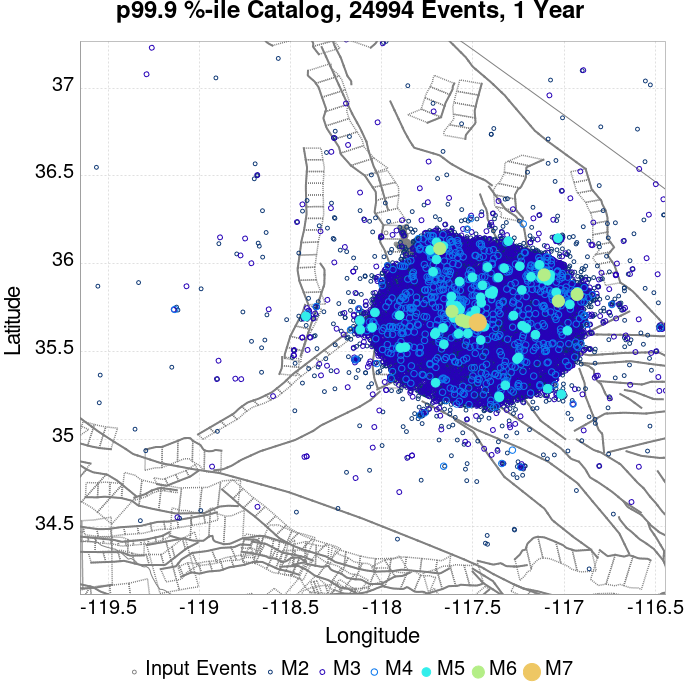 p99.9 %-ile Catalog, 24994 Events, 1 Year
37
36.5
36
35.5
35
34.5
Latitude
-119.5 -119 -118.5 -118 -117.5 -117 -116.5
Longitude
Input Events M2 M3 M4 M5 M6 M7